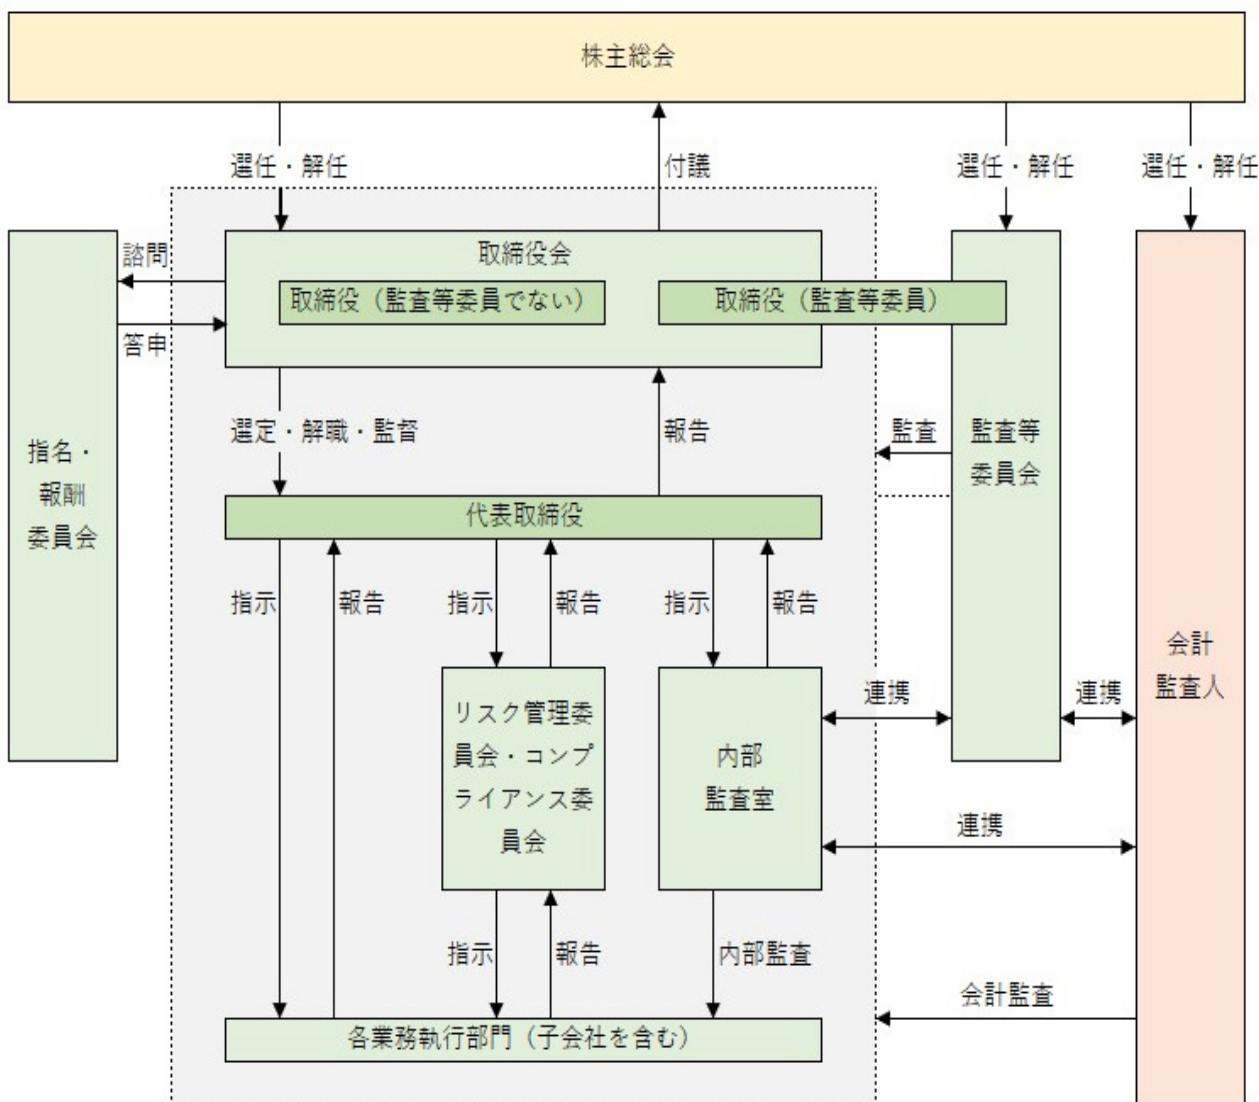 株主総会
選任・解任
付議
選任・解任
選任・解任
諮問
取締役会
取締役（監査等委員でない）
取締役（監査等委員）
答申
選定・解職・監督
報告
監査
監査等
委員会
指名・
報酬
委員会
代表取締役
指示
報告
指示
報告
指示
報告
会計
監査人
リスク管理委
員会・コンプ
ライアンス委
員会
内部
監査室
連携
連携
連携
指示
報告
内部監査
会計監査
各業務執行部門（子会社を含む）